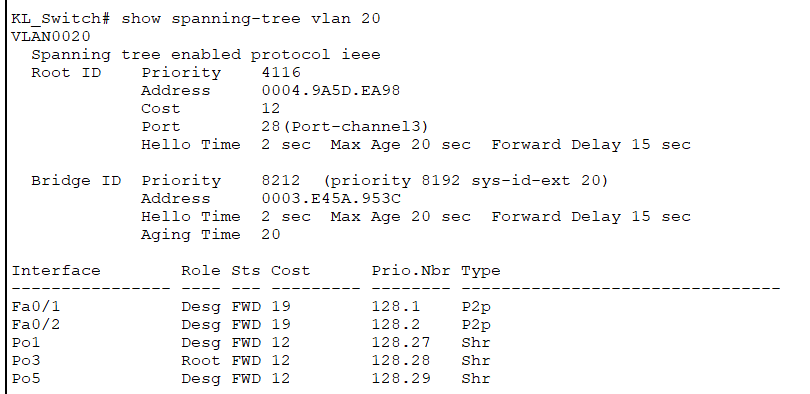 KL_Switch# show spanning-tree vlan 20
VLAN0020
  Spanning tree enabled protocol ieee
  Root ID    Priority    4116
             Address     0004.9A5D.EA98
             Cost        12
             Port        28(Port-channel3)
             Hello Time  2 sec  Max Age 20 sec  Forward Delay 15 sec

  Bridge ID  Priority    8212  (priority 8192 sys-id-ext 20)
             Address     0003.E45A.953C
             Hello Time  2 sec  Max Age 20 sec  Forward Delay 15 sec
             Aging Time  20

Interface        Role Sts Cost      Prio.Nbr Type
---------------- ---- --- --------- -------- --------------------------------
Fa0/1            Desg FWD 19        128.1    P2p
Fa0/2            Desg FWD 19        128.2    P2p
Po1              Desg FWD 12        128.27   Shr
Po3              Root FWD 12        128.28   Shr
Po5              Desg FWD 12        128.29   Shr